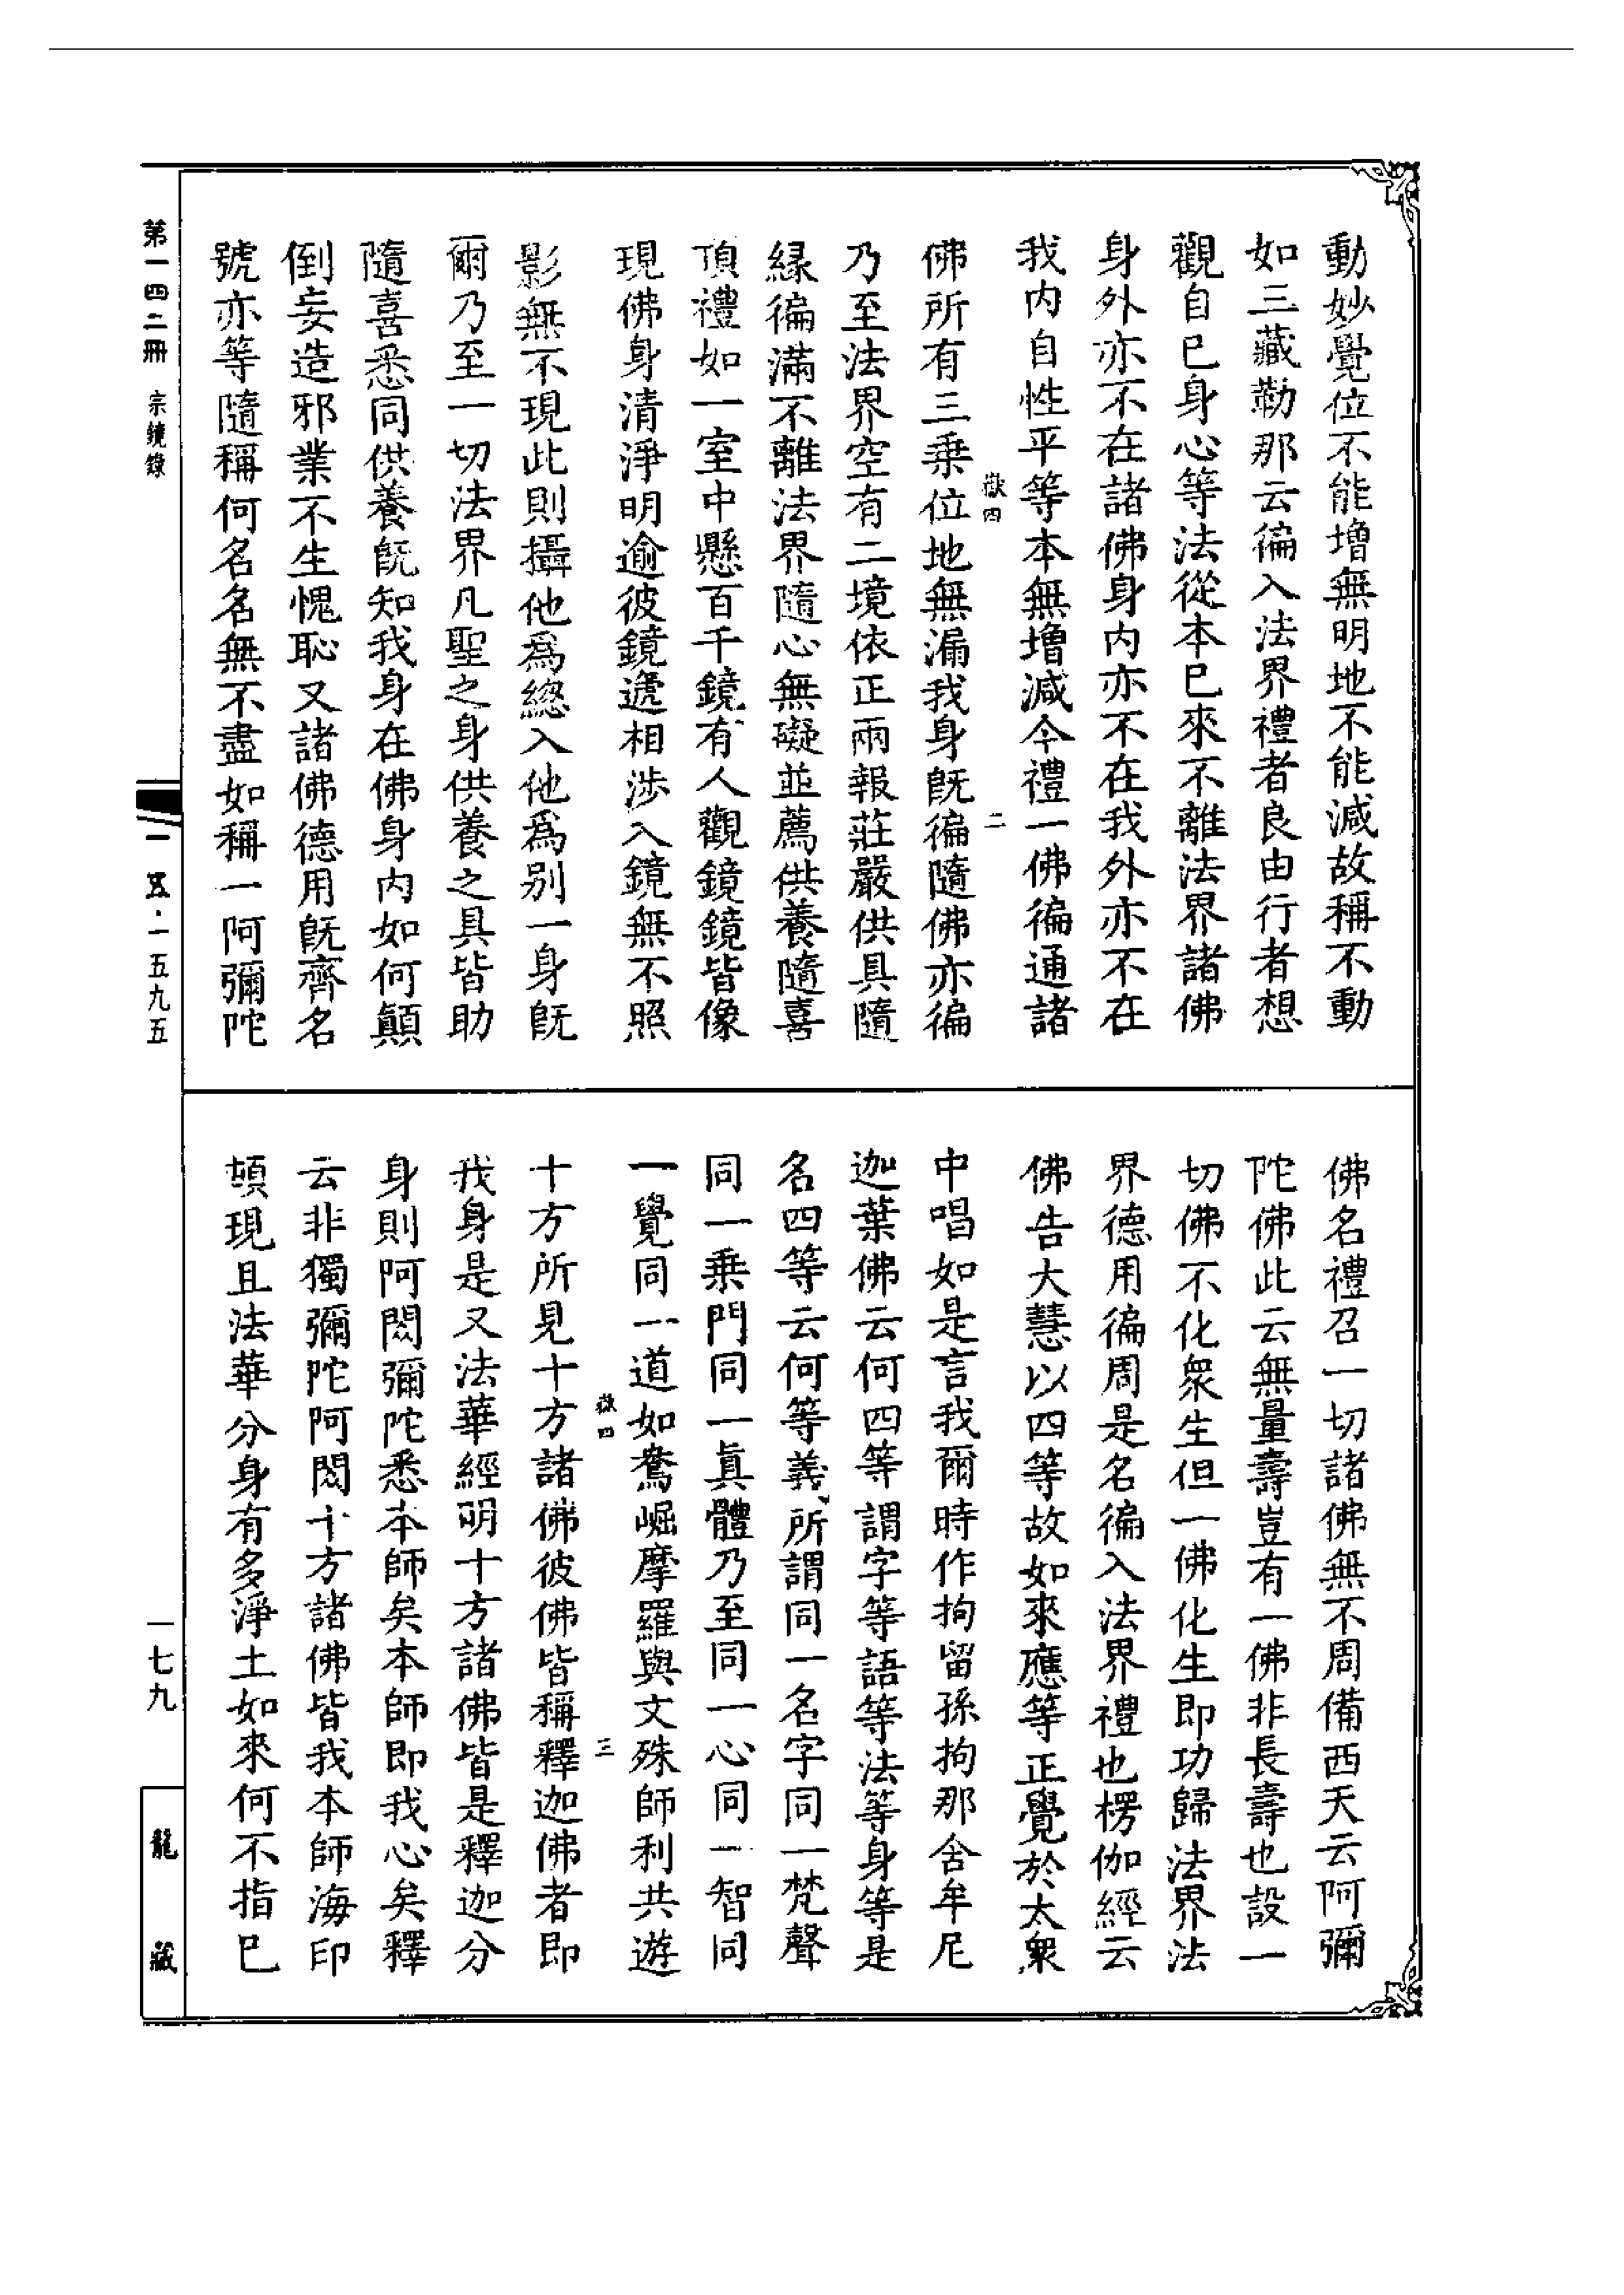 動妙覺位不能增無明地不能減故稱不動
如三藏勒那云徧入法界禮者良由行者想
觀自巳身心等法從本巳來不離法界諸佛
身外亦不在諸佛身内亦不在我外亦不在
我内自性平等本無增減今禮一佛徧通諸
嶽四 二
佛所有三乗位地無漏我身旣徧隨佛亦徧
乃至法界空有二境依正兩報莊嚴供具隨
緣徧滿不離法界隨心無礙並薦供養隨喜
頂禮如一室中懸百千鏡有人觀鏡鏡皆像
現佛身清淨明逾彼鏡遞相涉入鏡無不照
影無不現此則攝他爲總入他爲别一身旣
爾乃至一切法界凡聖之身供養之具皆助
隨喜悉同供養旣知我身在佛身内如何顛
倒妄造邪業不生愧恥又諸佛德用旣齊名
號亦等隨稱何名名無不盡如稱一阿彌陀
佛名禮召一切諸佛無不周備西天云阿彌
陀佛此云無量壽豈有一佛非長壽也設一
切佛不化衆生但一佛化生即功歸法界法
界德用徧周是名徧入法界禮也楞伽經云
佛告大慧以四等故如來應等正覺於太衆
中唱如是言我爾時作拘留孫拘那含牟尼
迦葉佛云何四等謂字等語等法等身等是
名四等云何等義所謂同一名字同一梵聲
同一乗門同一眞體乃至同一心同一智同
一覺同一道如鴦崛摩羅與文殊師利共遊
嶽四 三
十方所見十方諸佛彼佛皆稱釋迦佛者即
我身是又法華經明十方諸佛皆是釋迦分
身則阿閦彌陀悉本師矣本師即我心矣釋
云非獨彌陀阿閦十方諸佛皆我本師海印
頓現且法華分身有多淨土如來何不指巳
第一四二冊 宗鏡錄
一五五·一五九五
一七九
龍藏